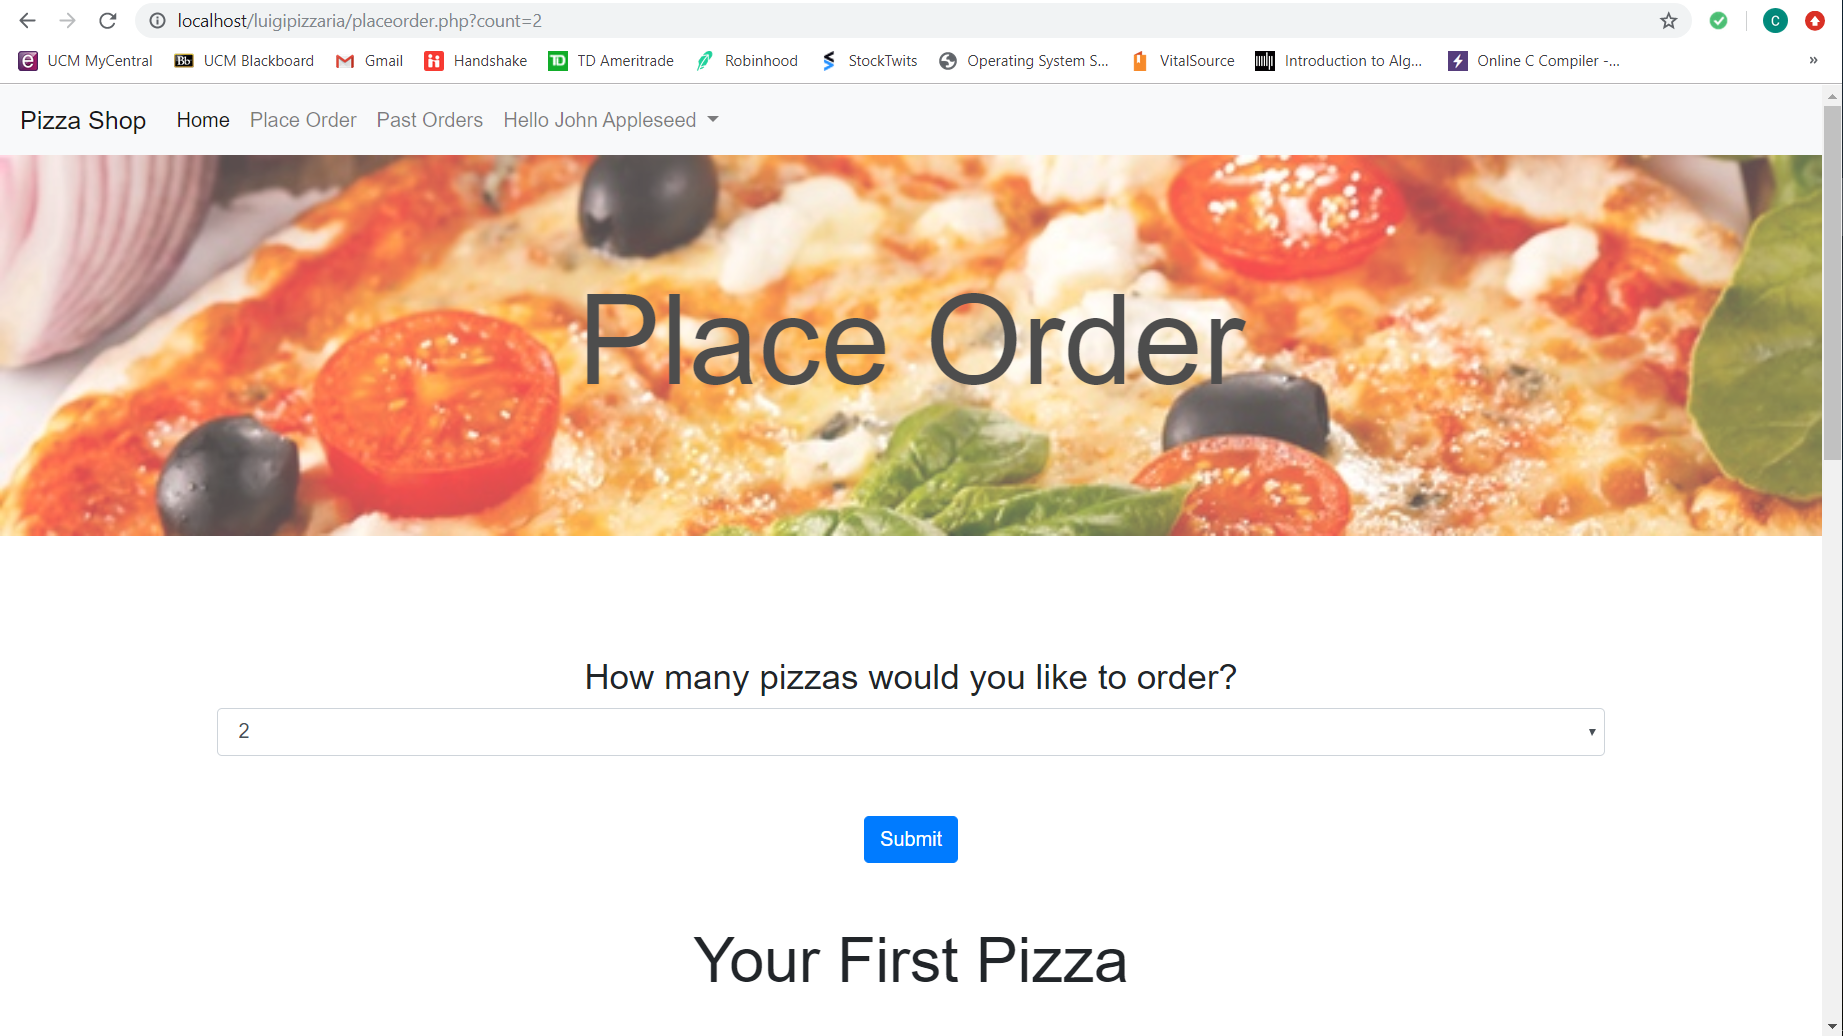 localhost/luigipizzaria/placeorder.php?count=2
C
UCM MyCentral Bb UCM Blackboard Gmail Handshake TD TD Ameritrade Robinhood StockTwits Operating System S... VitalSource Introduction to Alg... Online C Compiler -... »
Pizza Shop Home Place Order Past Orders Hello John Appleseed
Place Order
How many pizzas would you like to order?
2
Submit
Your First Pizza